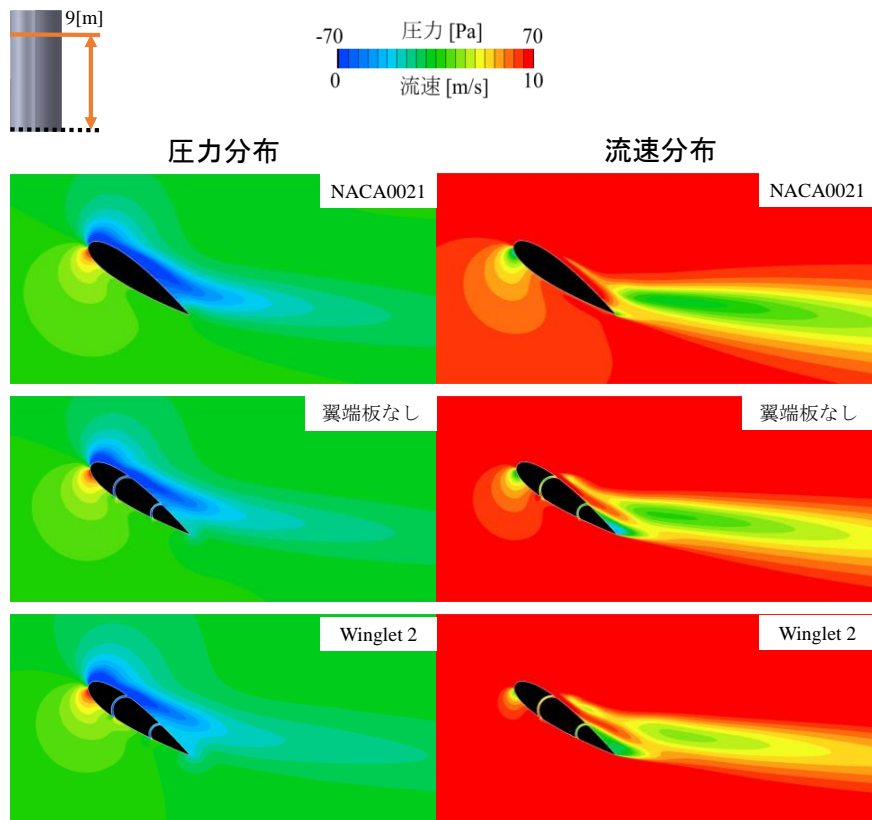 9[m]
-70 圧力 [Pa] 70
0 流速 [m/s] 10
圧力分布
流速分布
NACA0021
NACA0021
翼端板なし
翼端板なし
Winglet 2
Winglet 2